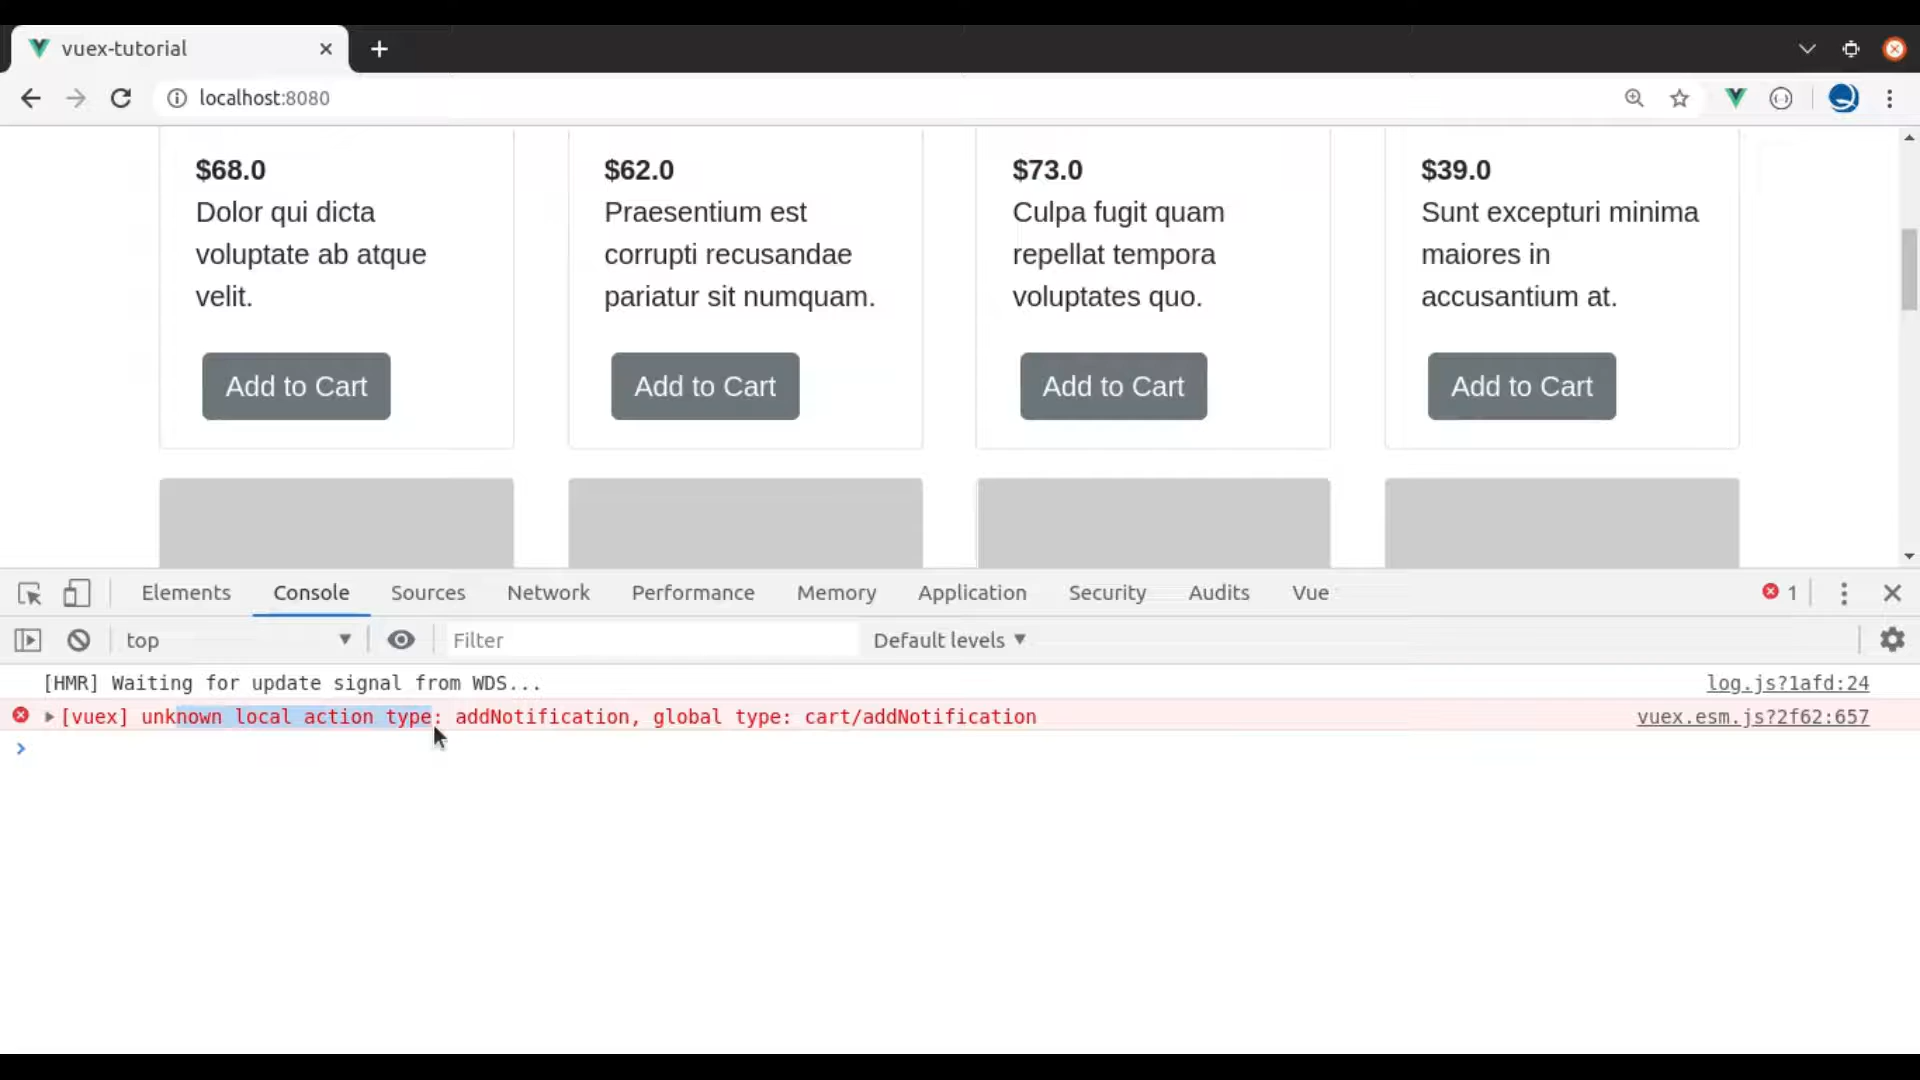 vuex-tutorial
localhost:8080
$68.0
Dolor qui dicta
voluptate ab atque
velit.
Add to Cart
$62.0
Praesentium est
corrupti recusandae
pariatur sit numquam.
Add to Cart
$73.0
Culpa fugit quam
repellat tempora
voluptates quo.
Add to Cart
$39.0
Sunt excepturi minima
maiores in
accusantium at.
Add to Cart
Elements Console Sources Network Performance Memory Application Security Audits Vue 1
top Filter Default levels
[HMR] Waiting for update signal from WDS... log.js?1afd:24
[vuex] unknown local action type: addNotification, global type: cart/addNotification vuex.esm.js?2f62:657